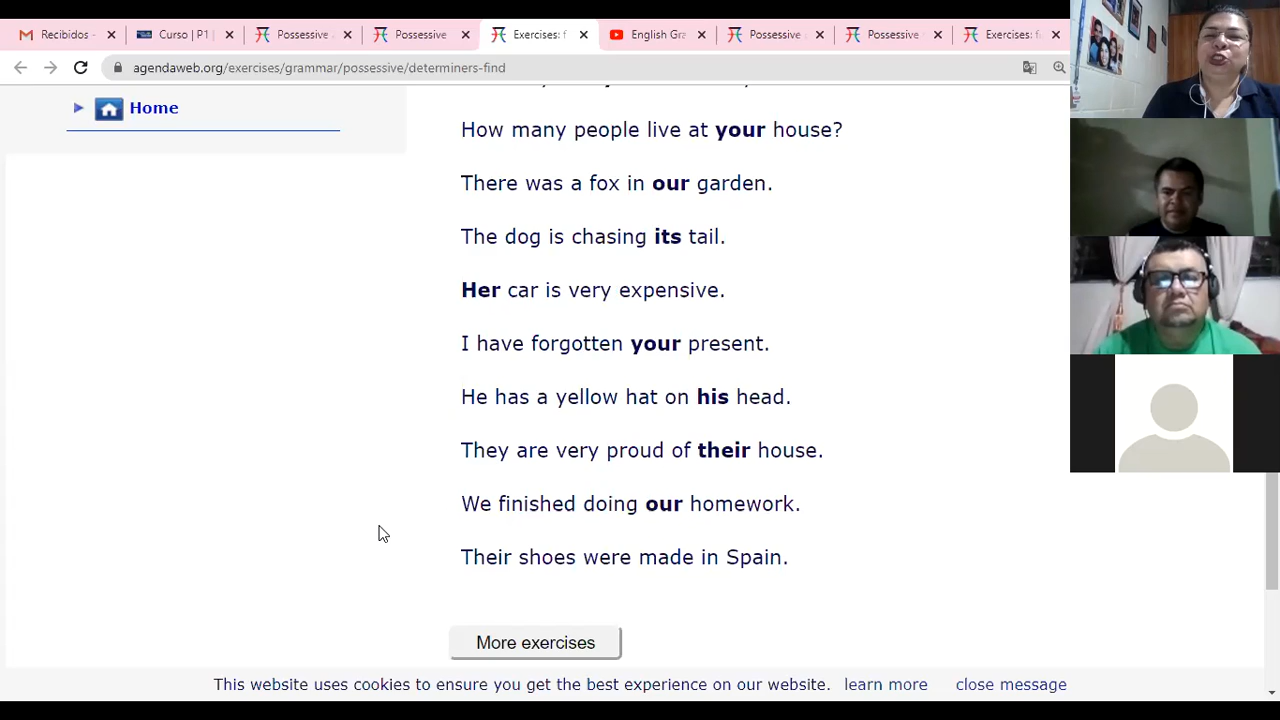 Recibidos -
Curso | P1 |
Possessive
Possessive
Exercises: f
English Gra
Possessive
Possessive
Exercises: f
agendaweb.org/exercises/grammar/possessive/determiners-find
Home
How many people live at your house?
There was a fox in our garden.
The dog is chasing its tail.
Her car is very expensive.
I have forgotten your present.
He has a yellow hat on his head.
They are very proud of their house.
We finished doing our homework.
Their shoes were made in Spain.
More exercises
This website uses cookies to ensure you get the best experience on our website. learn more close message